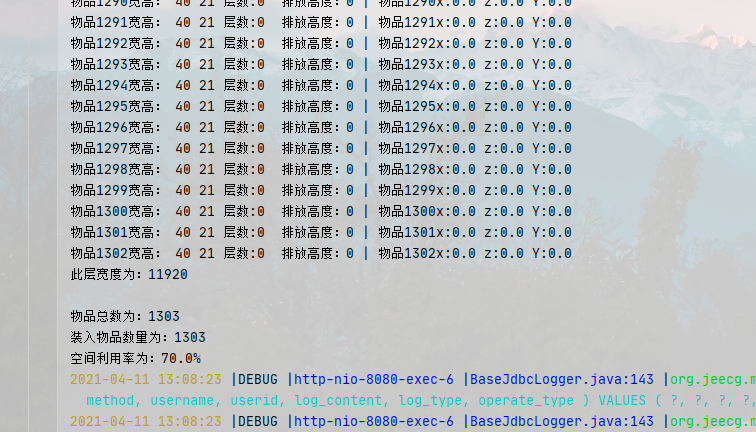 物品1290宽高： 40 21 层数:0  排放高度：0 | 物品1290x:0.0 z:0.0 Y:0.0
物品1291宽高： 40 21 层数:0  排放高度：0 | 物品1291x:0.0 z:0.0 Y:0.0
物品1292宽高： 40 21 层数:0  排放高度：0 | 物品1292x:0.0 z:0.0 Y:0.0
物品1293宽高： 40 21 层数:0  排放高度：0 | 物品1293x:0.0 z:0.0 Y:0.0
物品1294宽高： 40 21 层数:0  排放高度：0 | 物品1294x:0.0 z:0.0 Y:0.0
物品1295宽高： 40 21 层数:0  排放高度：0 | 物品1295x:0.0 z:0.0 Y:0.0
物品1296宽高： 40 21 层数:0  排放高度：0 | 物品1296x:0.0 z:0.0 Y:0.0
物品1297宽高： 40 21 层数:0  排放高度：0 | 物品1297x:0.0 z:0.0 Y:0.0
物品1298宽高： 40 21 层数:0  排放高度：0 | 物品1298x:0.0 z:0.0 Y:0.0
物品1299宽高： 40 21 层数:0  排放高度：0 | 物品1299x:0.0 z:0.0 Y:0.0
物品1300宽高： 40 21 层数:0  排放高度：0 | 物品1300x:0.0 z:0.0 Y:0.0
物品1301宽高： 40 21 层数:0  排放高度：0 | 物品1301x:0.0 z:0.0 Y:0.0
物品1302宽高： 40 21 层数:0  排放高度：0 | 物品1302x:0.0 z:0.0 Y:0.0
此层宽度为：11920
物品总数为：1303
装入物品数量为：1303
空间利用率为：70.0%
2021-04-11 13:08:23 |DEBUG |http-nio-8080-exec-6 |BaseJdbcLogger.java:143 |org.jeecg.m
method, username, userid, log_content, log_type, operate_type ) VALUES ( ?, ?, ?, ?,
2021-04-11 13:08:23 |DEBUG |http-nio-8080-exec-6 |BaseJdbcLogger.java:143 |org.jeecg.m